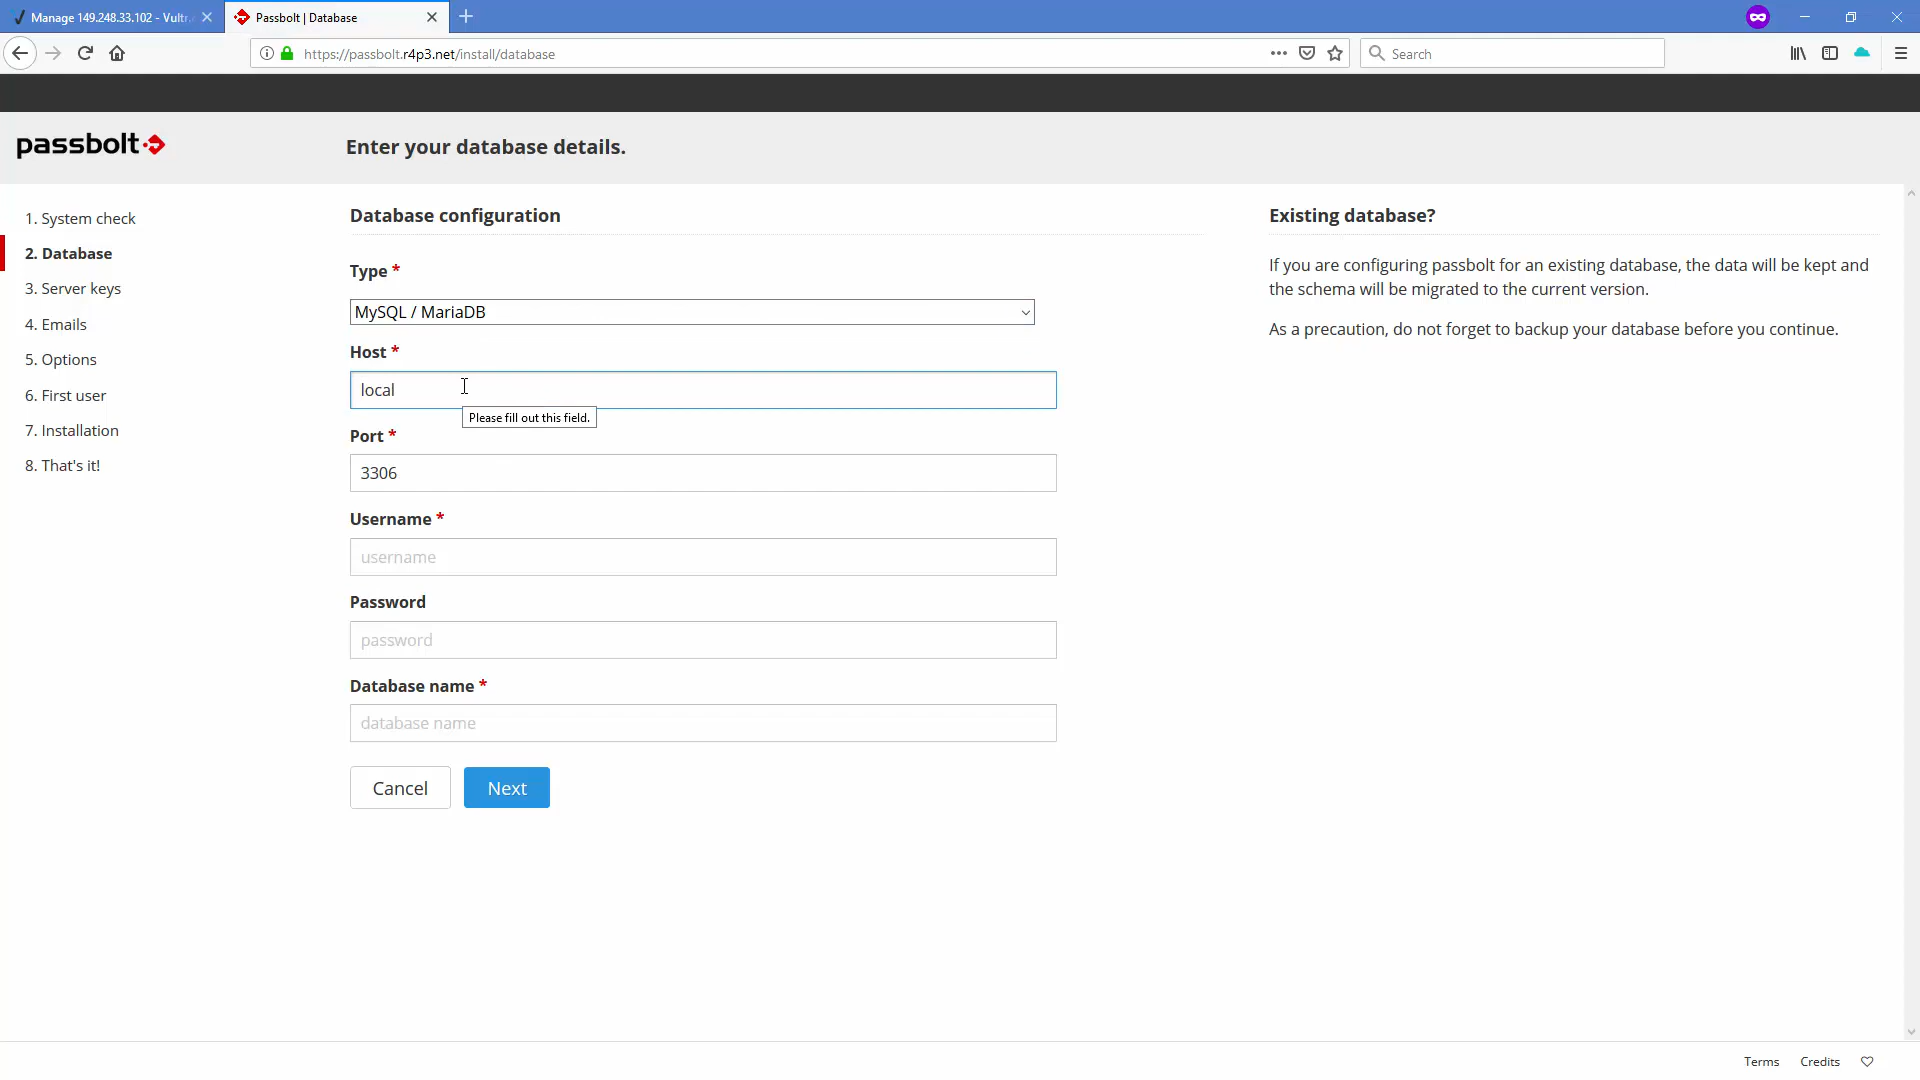 Manage 149.248.33.102 - Vultr.
Passbolt | Database
https://passbolt.r4p3.net/install/database
Search
passbolt
Enter your database details.
1. System check
2. Database
3. Server keys
4. Emails
5. Options
6. First user
7. Installation
8. That's it!
Database configuration
Type *
MySQL / MariaDB
Host *
local
Please fill out this field.
Port *
3306
Username *
username
Password
password
Database name *
database name
Cancel
Next
Existing database?
If you are configuring passbolt for an existing database, the data will be kept and
the schema will be migrated to the current version.
As a precaution, do not forget to backup your database before you continue.
Terms
Credits